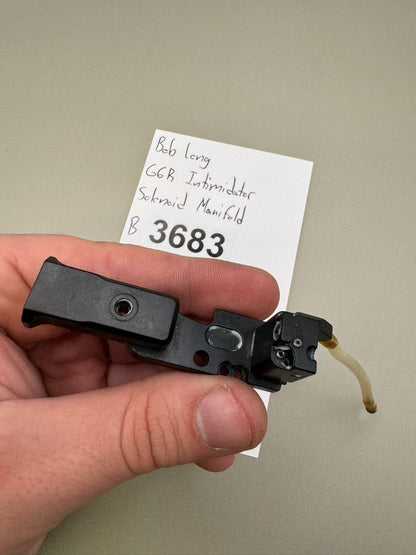 Bob Long
G6R Intimidator
Solenoid Manifold
B 3683